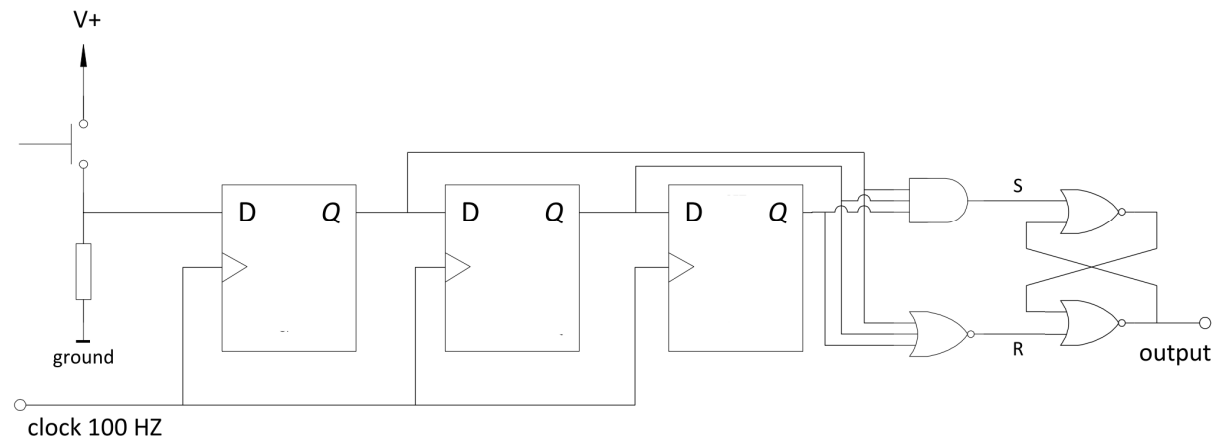 V+
D Q D Q D Q
S
R
ground
output
clock 100 HZ